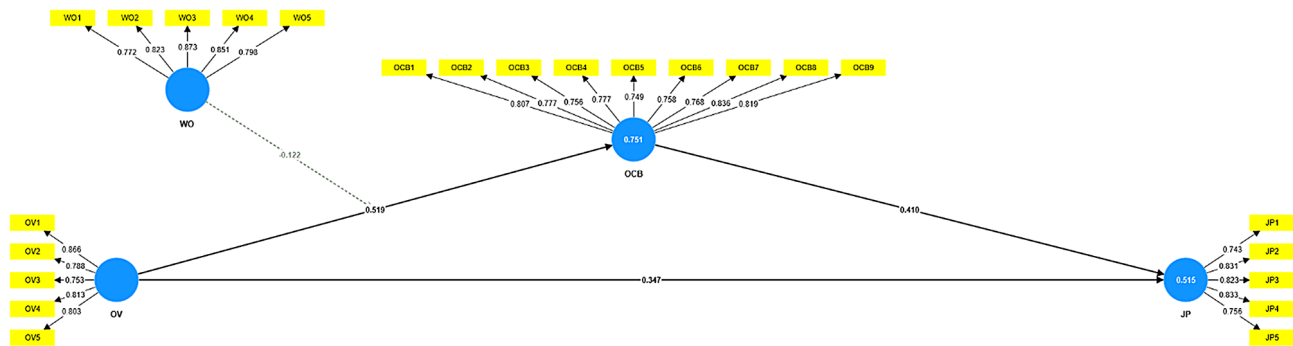 WO1 WO2 WO3 WO4 WO5
0.772 0.823 0.873 0.851 0.798
WO
OCB1 OCB2 OCB3 OCB4 OCB5 OCB6 OCB7 OCB8 OCB9
0.807 0.777 0.756 0.777 0.749 0.758 0.768 0.836 0.819
0.751
OCB
-0.122
0.519
0.410
OV1
OV2
OV3
OV4
OV5
0.866
0.788
0.753
0.813
0.803
OV
0.347
0.515
JP
0.743
0.831
0.823
0.833
0.756
JP1
JP2
JP3
JP4
JP5